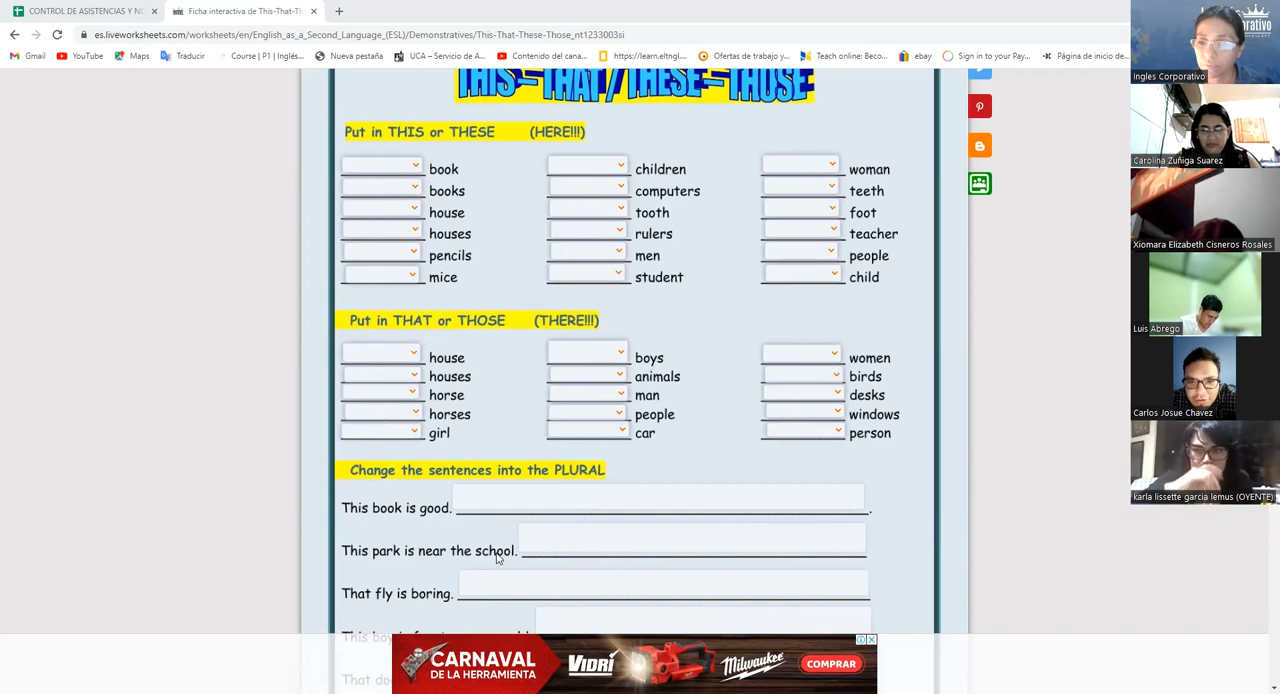 CONTROL DE ASISTENCIAS Y NO
Ficha interactiva de This-That-Th
es.liveworksheets.com/worksheets/en/English_as_a_Second_Language_(ESL)/Demonstratives/This-That-These-Those_nt1233003si
Gmail YouTube Maps Traducir Course | P1 | Inglés... Nueva pestaña UCA – Servicio de A... Contenido del cana... https://learn.eltngl... Ofertas de trabajo y... Teach online: Beco... ebay Sign in to your Pay... Página de inicio de...
THIS – THAT / THESE – THOSE
Put in THIS or THESE (HERE!!!)
book children woman
books computers teeth
house tooth foot
houses rulers teacher
pencils men people
mice student child
Put in THAT or THOSE (THERE!!!)
house boys women
houses animals birds
horse man desks
horses people windows
girl car person
Change the sentences into the PLURAL
This book is good. .
This park is near the school.
That fly is boring.
This boy
That do
CARNAVAL
DE LA HERRAMIENTA
VIDRÍ
Milwaukee
COMPRAR
Ingles Corporativo
Carolina Zuñiga Suarez
Xiomara Elizabeth Cisneros Rosales
Luis Abrego
Carlos Josue Chavez
karla lissette garcia lemus (OYENTE)